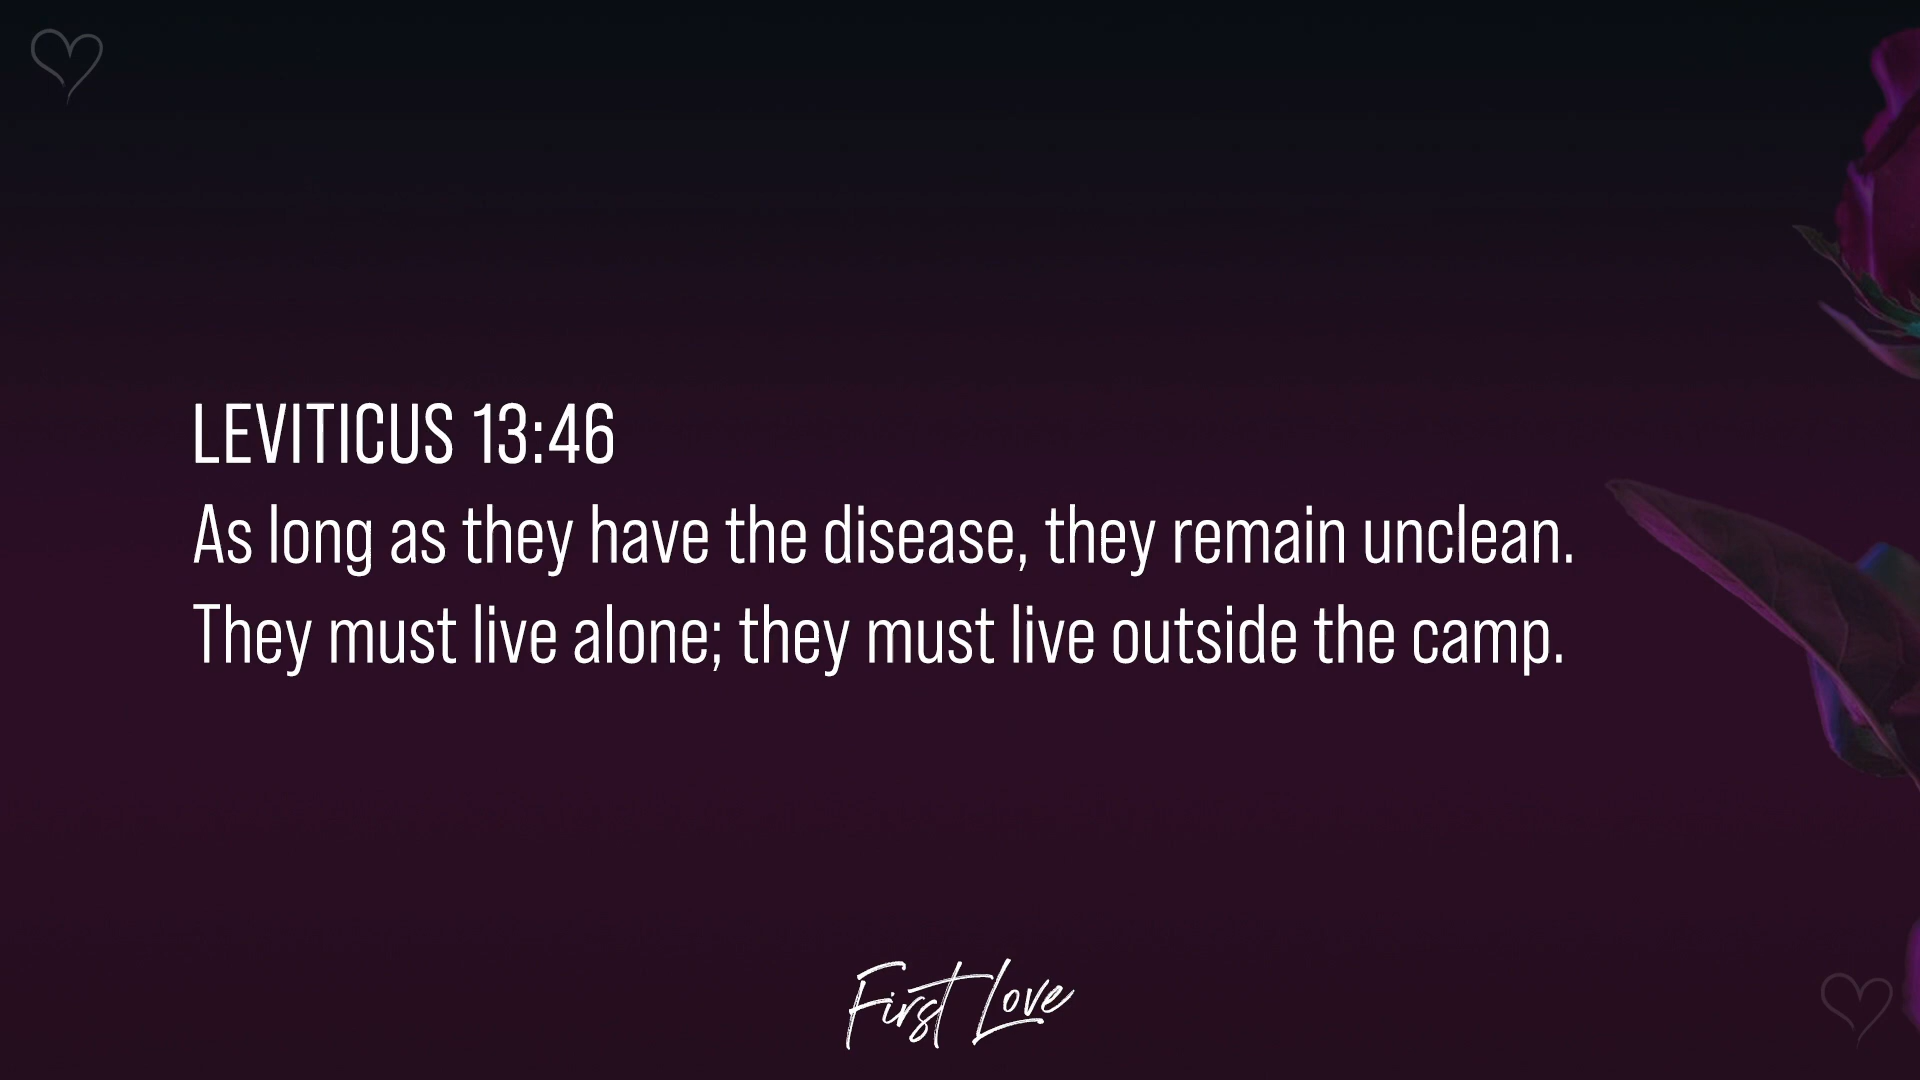 LEVITICUS 13:46
As long as they have the disease, they remain unclean.
They must live alone; they must live outside the camp.
First Love